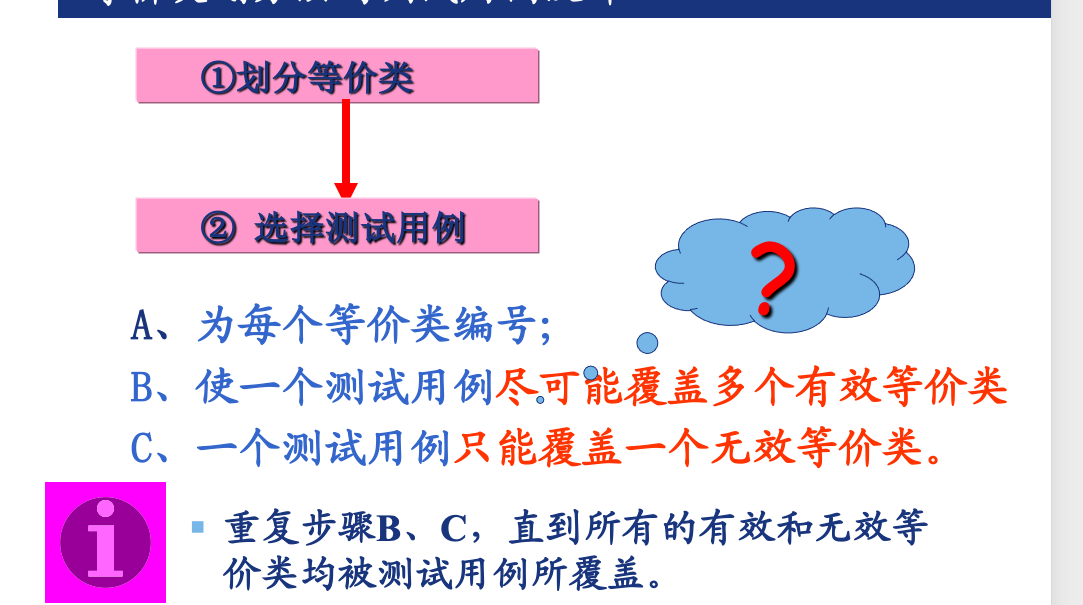 ①划分等价类
② 选择测试用例
?
A、为每个等价类编号；
B、使一个测试用例尽可能覆盖多个有效等价类
C、一个测试用例只能覆盖一个无效等价类。
i
重复步骤B、C，直到所有的有效和无效等
价类均被测试用例所覆盖。